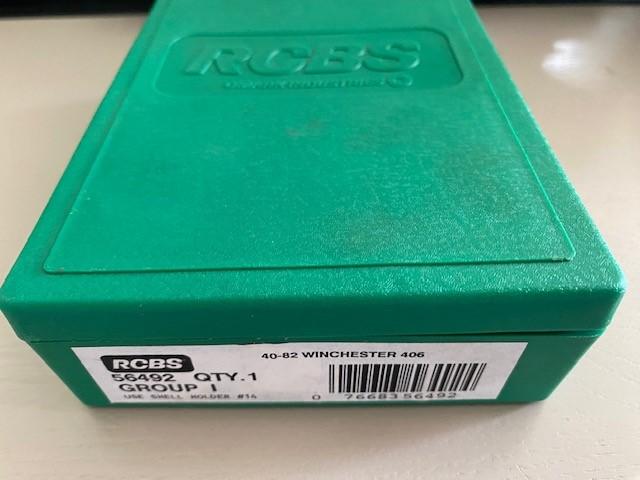 RCBS
RCBS
40-82 WINCHESTER 406
56492 QTY.1
GROUP I
USE SHELL HOLDER #14
0 76683 56492